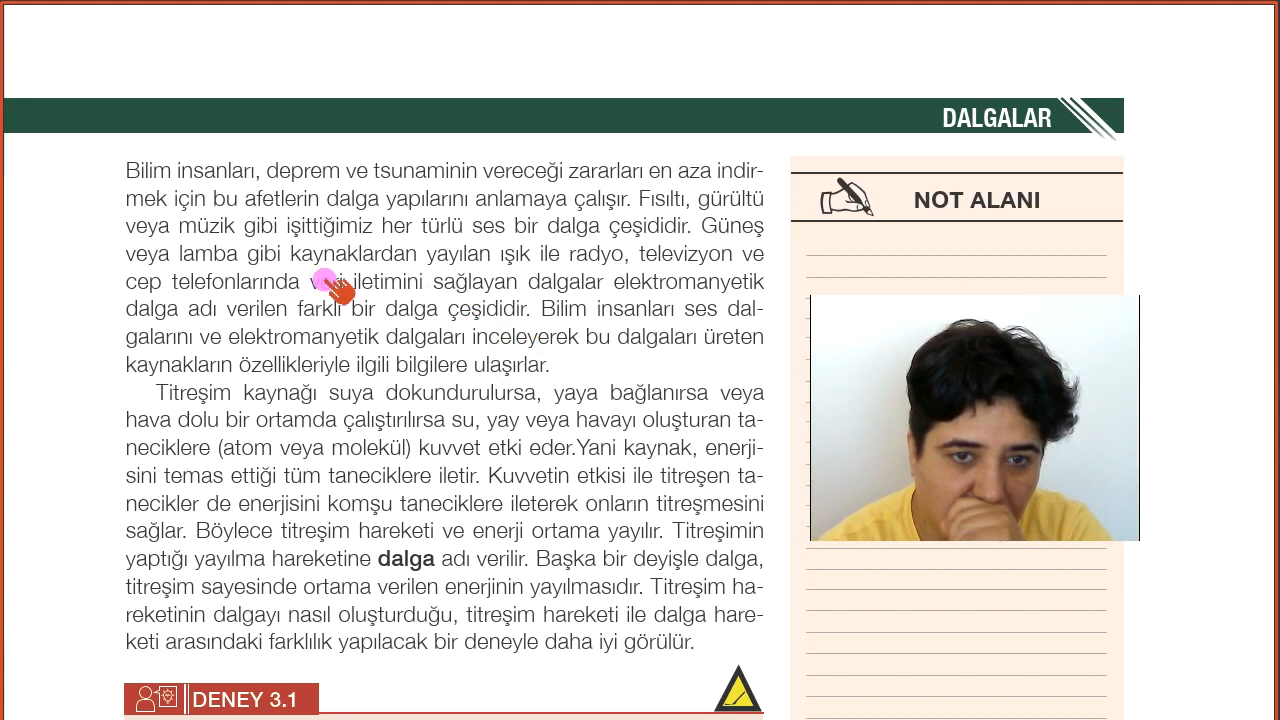 DALGALAR
Bilim insanları, deprem ve tsunaminin vereceği zararları en aza indir-
mek için bu afetlerin dalga yapılarını anlamaya çalışır. Fısıltı, gürültü
veya müzik gibi işittiğimiz her türlü ses bir dalga çeşididir. Güneş
veya lamba gibi kaynaklardan yayılan ışık ile radyo, televizyon ve
cep telefonlarında iletimini sağlayan dalgalar elektromanyetik
dalga adı verilen farklı bir dalga çeşididir. Bilim insanları ses dal-
galarını ve elektromanyetik dalgaları inceleyerek bu dalgaları üreten
kaynakların özellikleriyle ilgili bilgilere ulaşırlar.
Titreşim kaynağı suya dokundurulursa, yaya bağlanırsa veya
hava dolu bir ortamda çalıştırılırsa su, yay veya havayı oluşturan ta-
neciklere (atom veya molekül) kuvvet etki eder.Yani kaynak, enerji-
sini temas ettiği tüm taneciklere iletir. Kuvvetin etkisi ile titreşen ta-
necikler de enerjisini komşu taneciklere ileterek onların titreşmesini
sağlar. Böylece titreşim hareketi ve enerji ortama yayılır. Titreşimin
yaptığı yayılma hareketine dalga adı verilir. Başka bir deyişle dalga,
titreşim sayesinde ortama verilen enerjinin yayılmasıdır. Titreşim ha-
reketinin dalgayı nasıl oluşturduğu, titreşim hareketi ile dalga hare-
keti arasındaki farklılık yapılacak bir deneyle daha iyi görülür.
DENEY 3.1
NOT ALANI